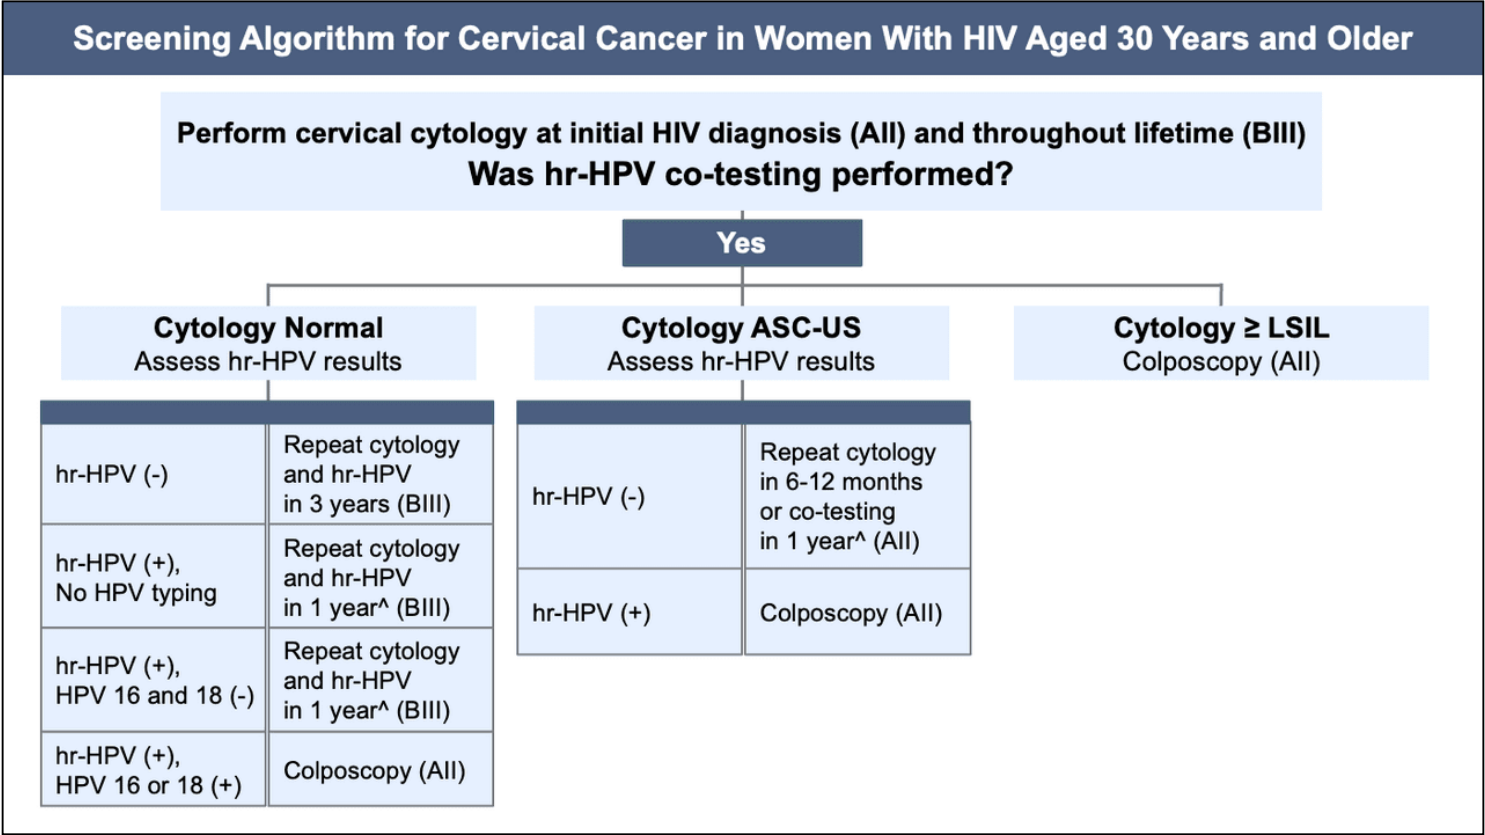 Screening Algorithm for Cervical Cancer in Women With HIV Aged 30 Years and Older
Perform cervical cytology at initial HIV diagnosis (AII) and throughout lifetime (BIII)
Was hr-HPV co-testing performed?
Yes
Cytology Normal
Assess hr-HPV results
hr-HPV (-)
Repeat cytology
and hr-HPV
in 3 years (BIII)
hr-HPV (+),
No HPV typing
Repeat cytology
and hr-HPV
in 1 year^ (BIII)
hr-HPV (+),
HPV 16 and 18 (-)
Repeat cytology
and hr-HPV
in 1 year^ (BIII)
hr-HPV (+),
HPV 16 or 18 (+)
Colposcopy (AII)
Cytology ASC-US
Assess hr-HPV results
hr-HPV (-)
Repeat cytology
in 6-12 months
or co-testing
in 1 year^ (AII)
hr-HPV (+)
Colposcopy (AII)
Cytology ≥ LSIL
Colposcopy (AII)